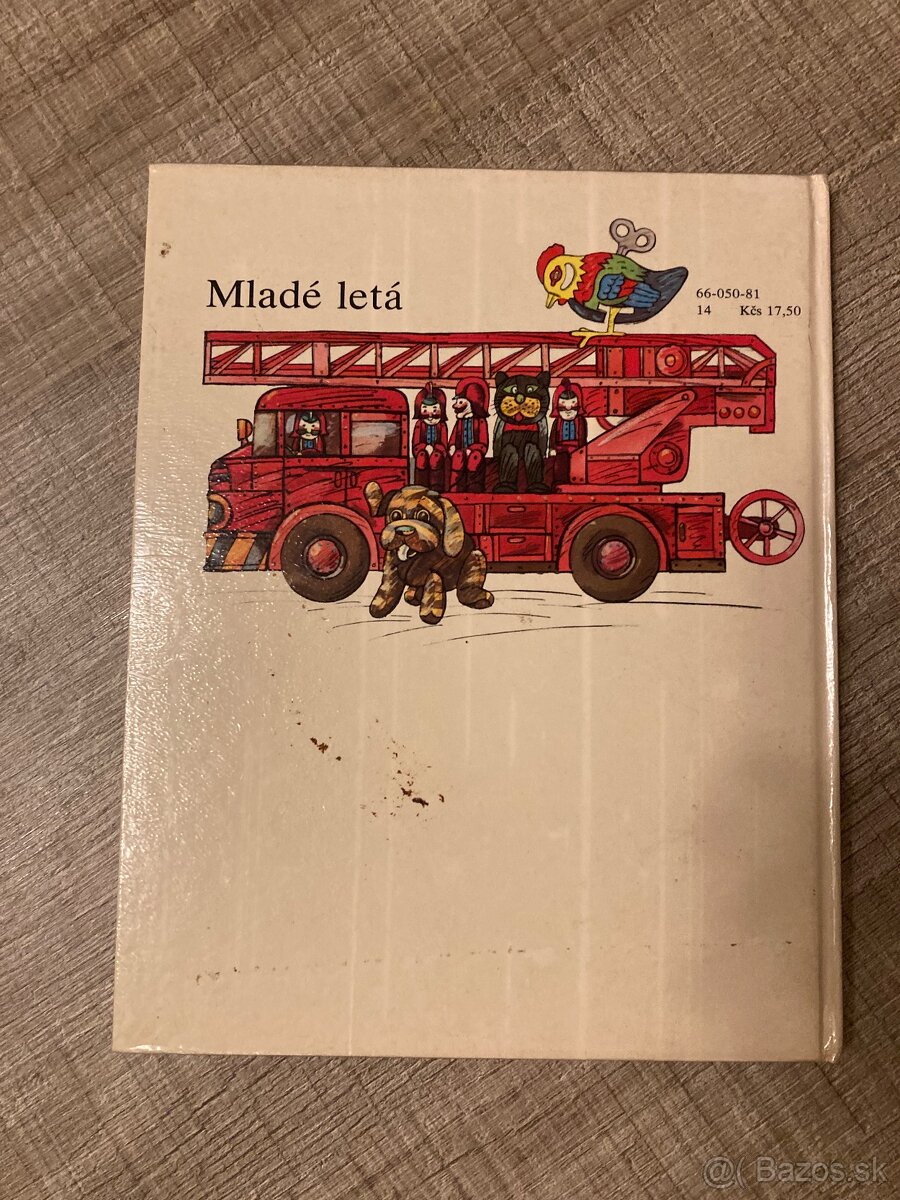 Mladé letá
66-050-81
14 Kčs 17,50
@( Bazos.sk